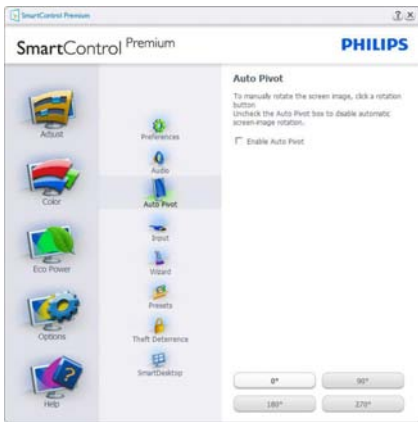 SmartControl Premium
SmartControl Premium
PHILIPS
Adjust
Color
Eco Power
Options
Help
Preferences
Audio
Auto Pivot
Input
Wizard
Presets
Theft Deterrence
SmartDesktop
Auto Pivot
To manually rotate the screen image, click a rotation
button
Uncheck the Auto Pivot box to disable automatic
screen-image rotation.
Enable Auto Pivot
0°
90°
180°
270°